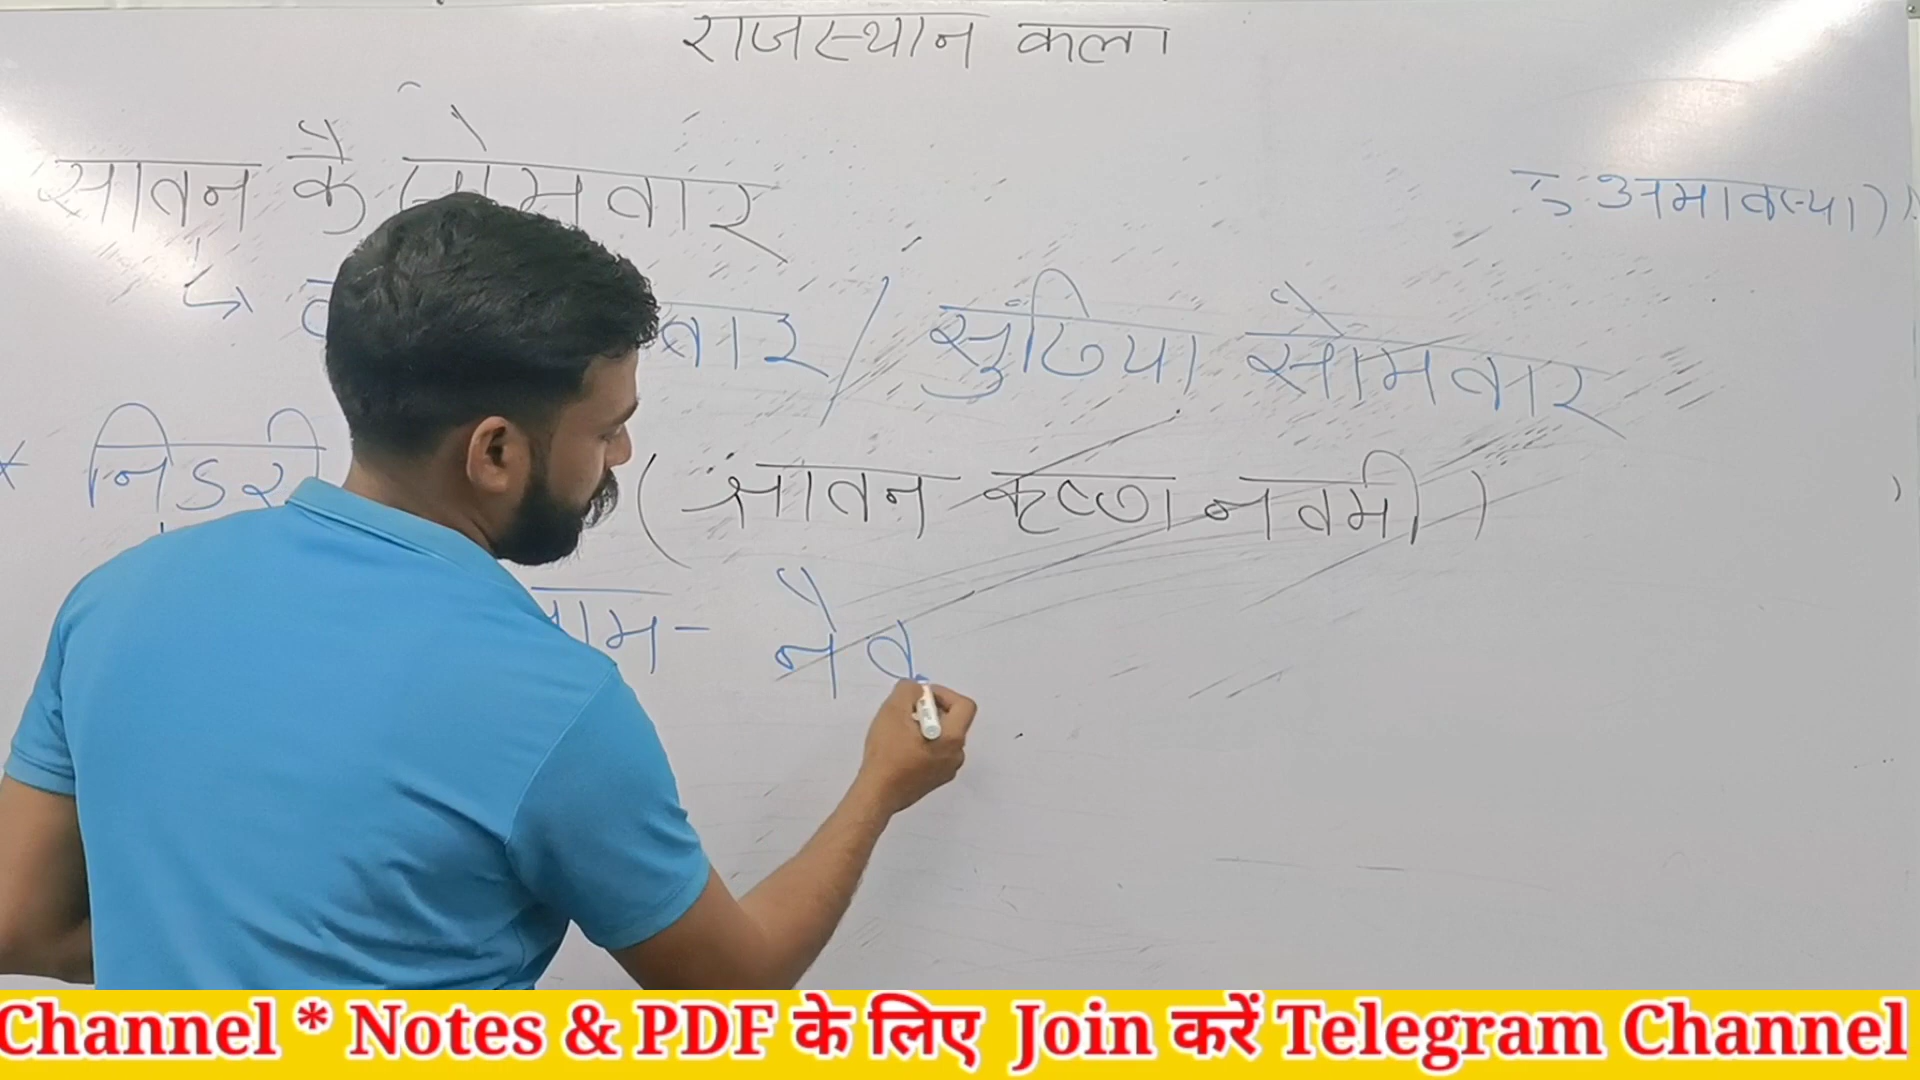 राजस्थान कला
सावन के सोमवार
अमावस्या)
वार / सुंठिया सोमवार
* निडरी
(सावन कृष्ण नवमी)
नाम- नेव
Channel * Notes & PDF के लिए Join करें Telegram Channel